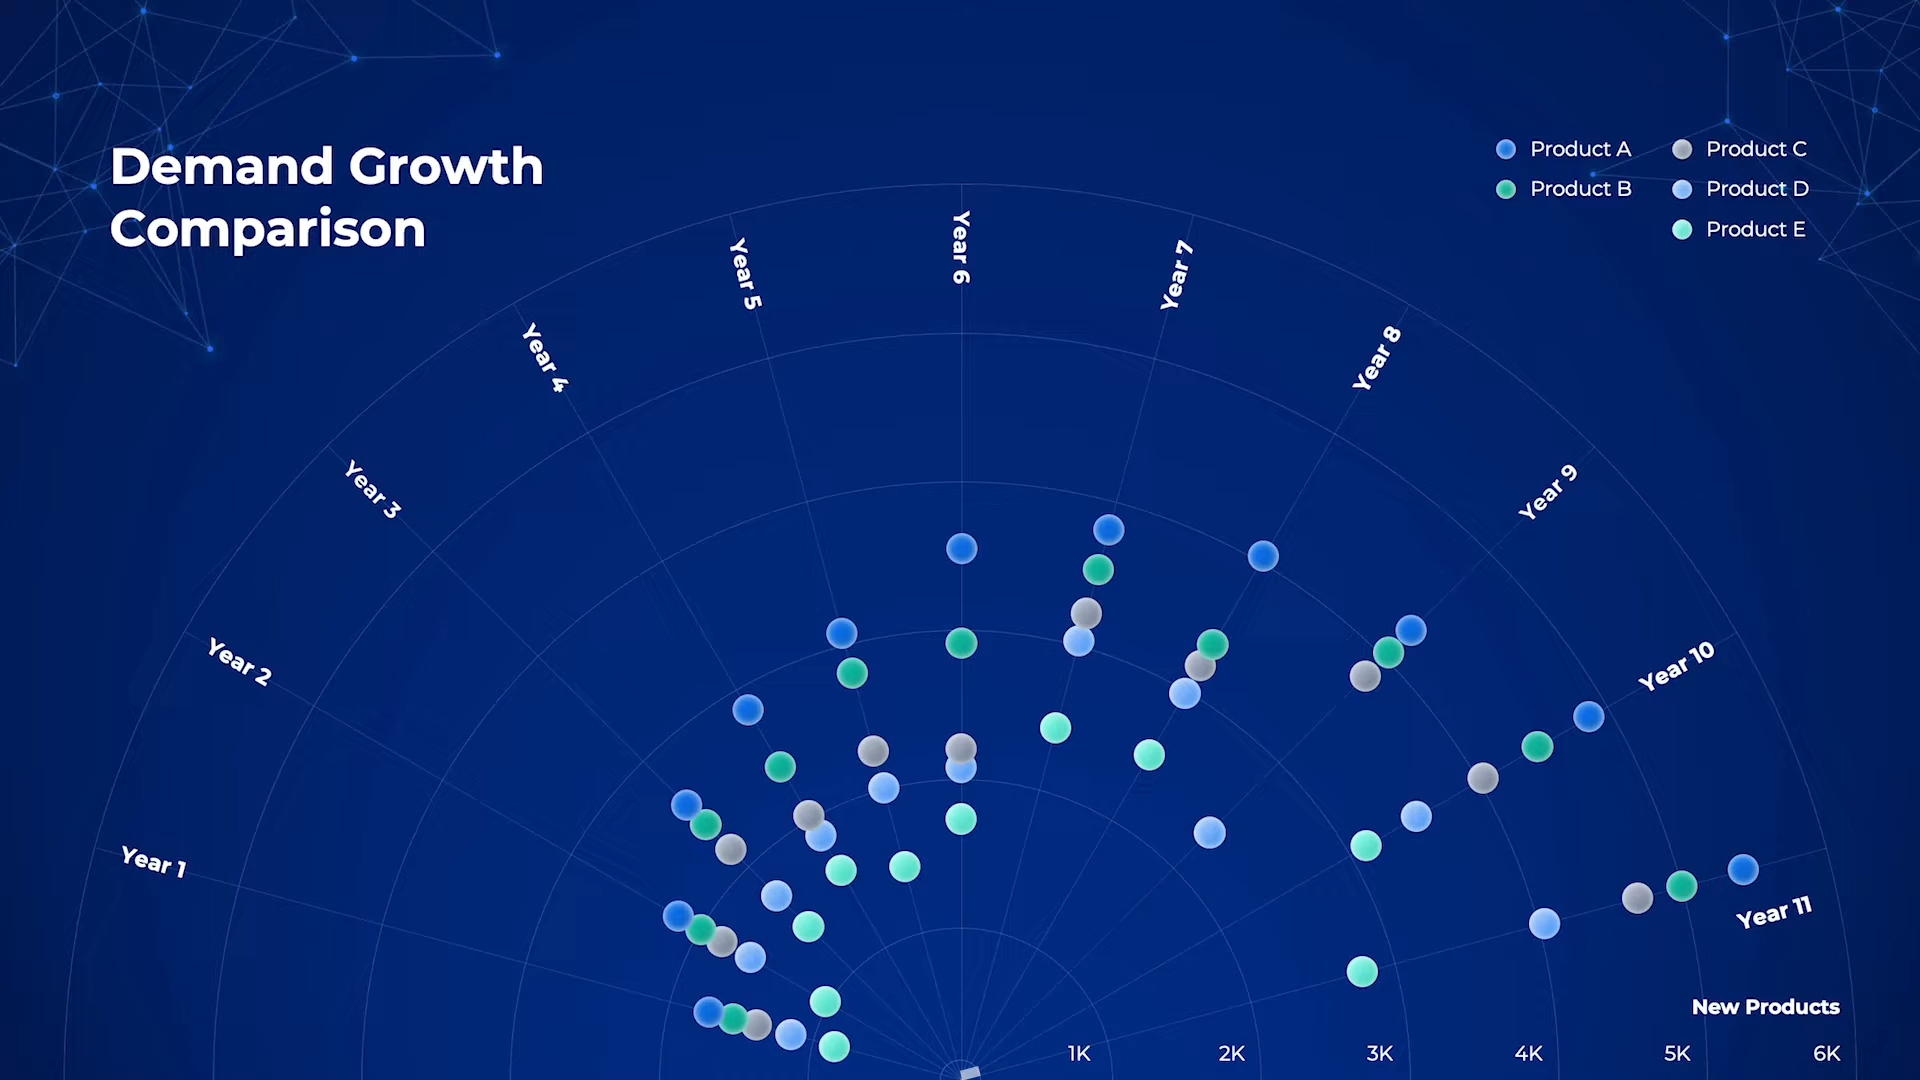 Demand Growth
Comparison
Product A
Product B
Product C
Product D
Product E
Year 1
Year 2
Year 3
Year 4
Year 5
Year 6
Year 7
Year 8
Year 9
Year 10
Year 11
New Products
1K 2K 3K 4K 5K 6K